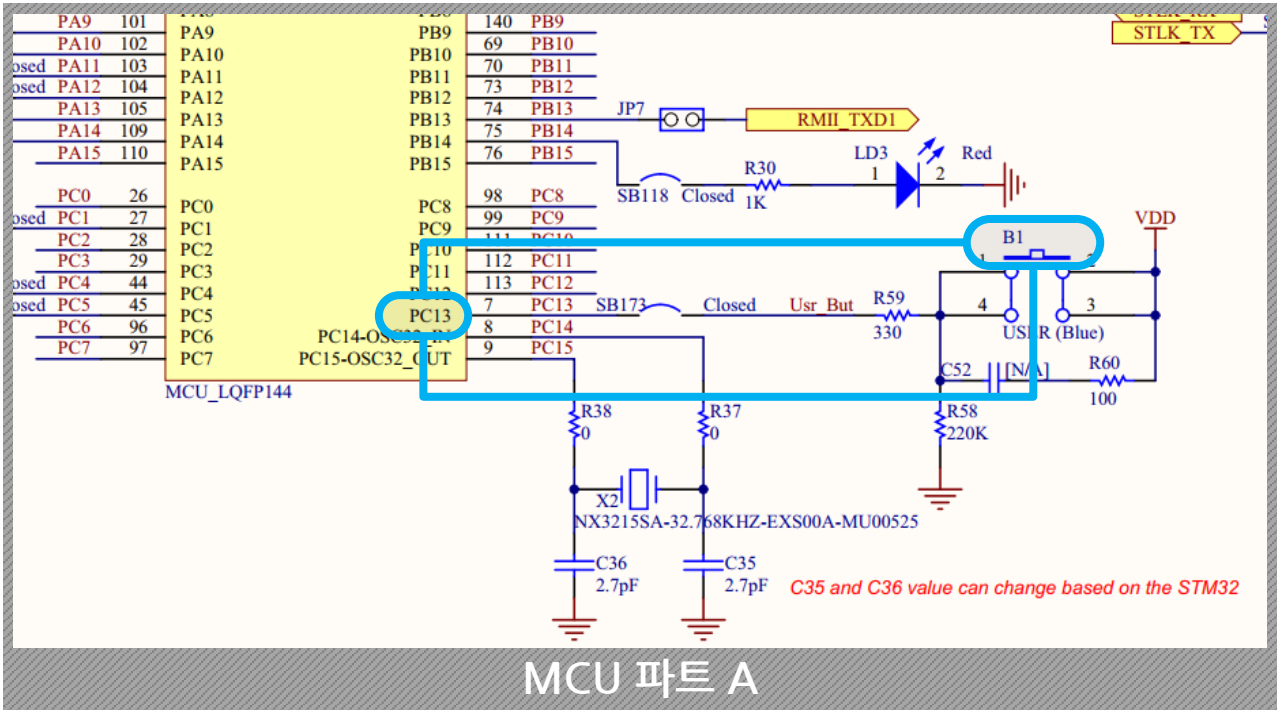 PA9 101 PA9 PB9 140 PB9
PA10 102 PA10 PB10 69 PB10
PA11 103 PA11 PB11 70 PB11
PA12 104 PA12 PB12 73 PB12
PA13 105 PA13 PB13 74 PB13
PA14 109 PA14 PB14 75 PB14
PA15 110 PA15 PB15 76 PB15
PC0 26 PC0 PC8 98 PC8
PC1 27 PC1 PC9 99 PC9
PC2 28 PC2 PC10 111 PC10
PC3 29 PC3 PC11 112 PC11
Closed PC4 44 PC4 PC12 113 PC12
PC5 45 PC5 PC13 7 PC13
PC6 96 PC6 PC14-OSC32_IN 8 PC14
PC7 97 PC7 PC15-OSC32_OUT 9 PC15
MCU_LQFP144
STLK_TX
JP7
RMII_TXD1
SB118 Closed
R30
1K
LD3
1 2
Red
VDD
B1
1 2
4 3
USER (Blue)
SB173 Closed Usr_But
R59
330
C52 [N/A]
R60
100
R58
220K
R38
0
R37
0
X2
NX3215SA-32.768KHZ-EXS00A-MU00525
C36
2.7pF
C35
2.7pF
C35 and C36 value can change based on the STM32
MCU 파트 A